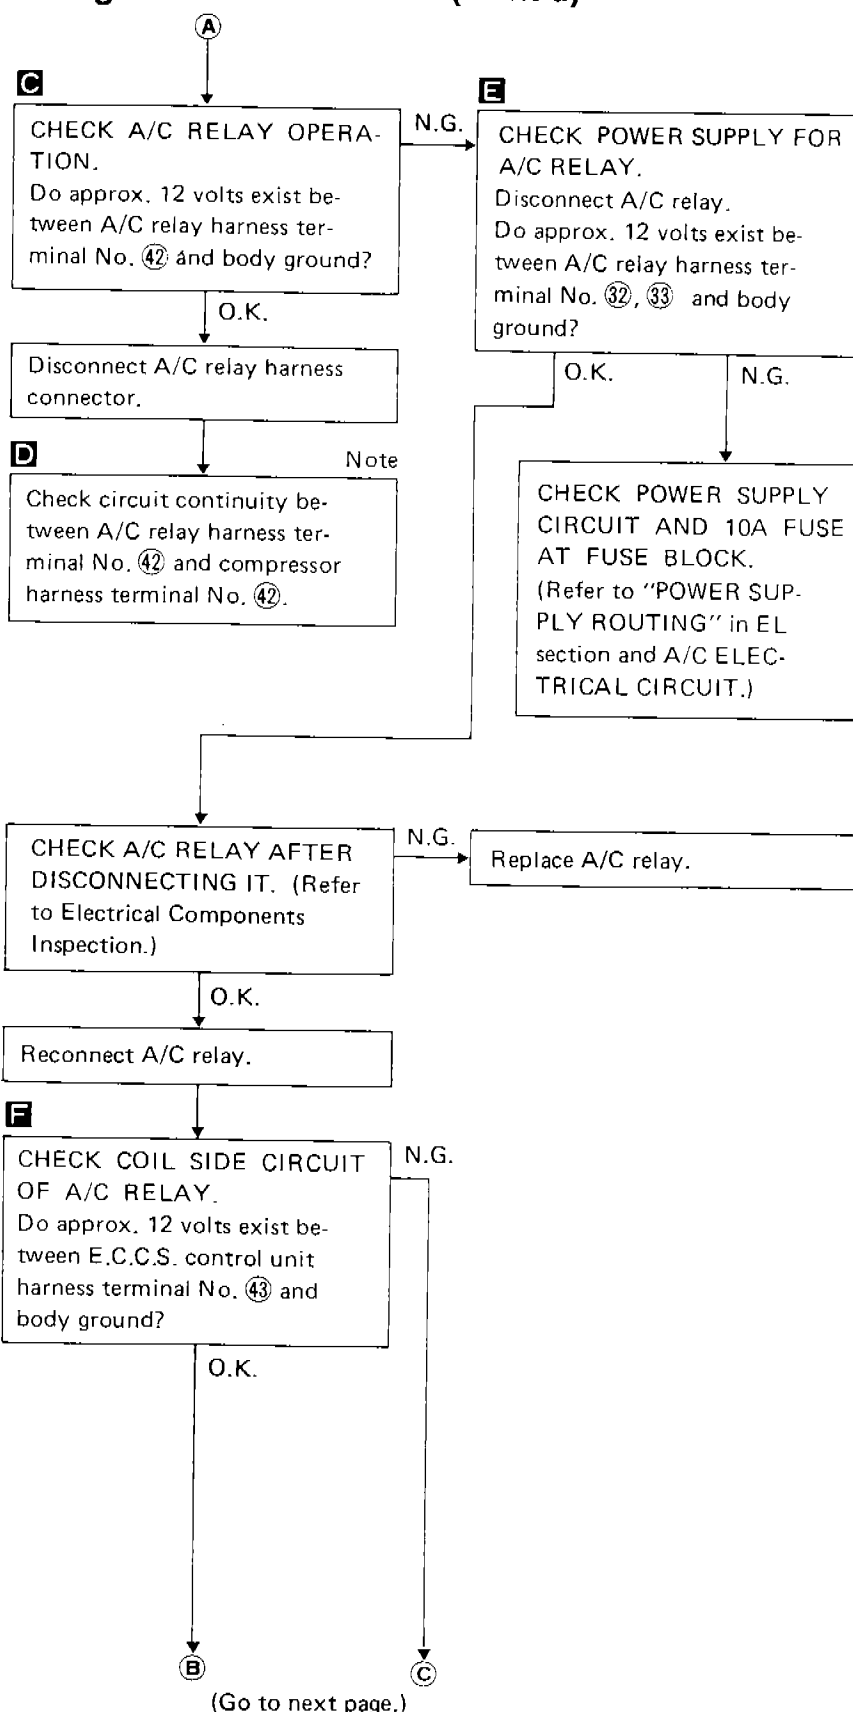 A
C
CHECK A/C RELAY OPERA-
TION.
Do approx. 12 volts exist be-
tween A/C relay harness ter-
minal No. 42 and body ground?
N.G.
E
CHECK POWER SUPPLY FOR
A/C RELAY.
Disconnect A/C relay.
Do approx. 12 volts exist be-
tween A/C relay harness ter-
minal No. 32, 33 and body
ground?
O.K.
Disconnect A/C relay harness
connector.
O.K.
N.G.
D
Note
Check circuit continuity be-
tween A/C relay harness ter-
minal No. 42 and compressor
harness terminal No. 42.
CHECK POWER SUPPLY
CIRCUIT AND 10A FUSE
AT FUSE BLOCK.
(Refer to "POWER SUP-
PLY ROUTING" in EL
section and A/C ELEC-
TRICAL CIRCUIT.)
CHECK A/C RELAY AFTER
DISCONNECTING IT. (Refer
to Electrical Components
Inspection.)
N.G.
Replace A/C relay.
O.K.
Reconnect A/C relay.
F
CHECK COIL SIDE CIRCUIT
OF A/C RELAY.
Do approx. 12 volts exist be-
tween E.C.C.S. control unit
harness terminal No. 43 and
body ground?
N.G.
O.K.
B
C
(Go to next page.)